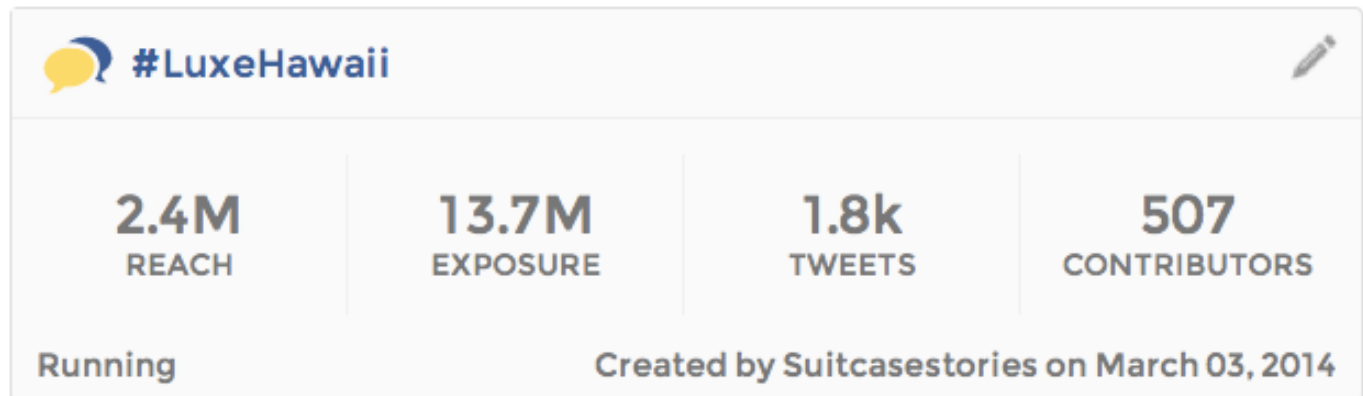 #LuxeHawaii
2.4M 13.7M 1.8k 507
REACH EXPOSURE TWEETS CONTRIBUTORS
Running Created by Suitcasestories on March 03, 2014